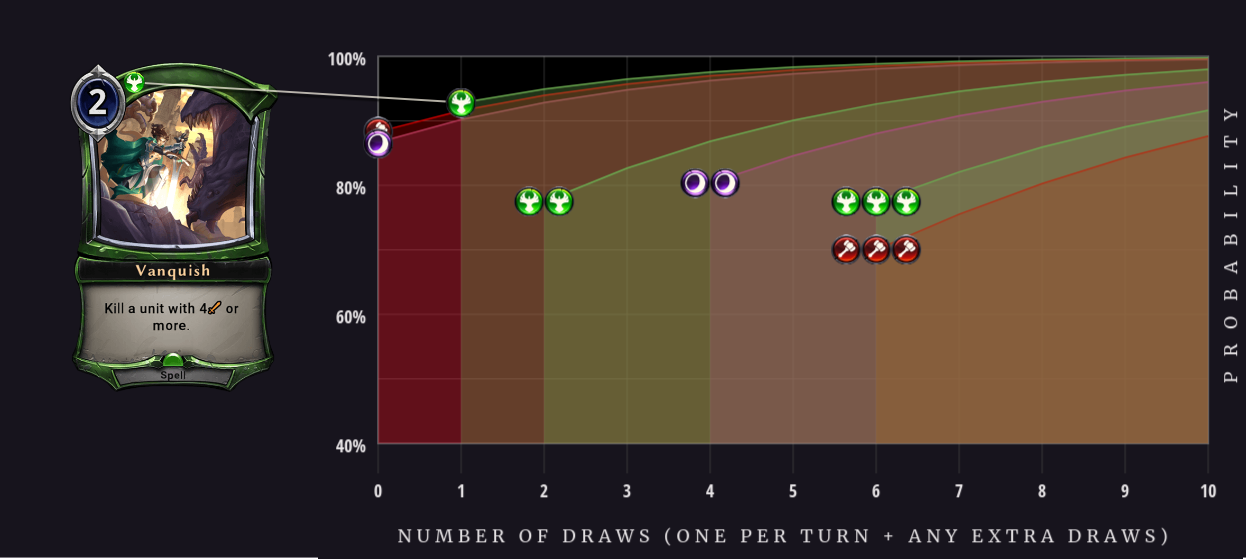 2
Vanquish
Kill a unit with 4 or
more.
Spell
100%
80%
60%
40%
0 1 2 3 4 5 6 7 8 9 10
NUMBER OF DRAWS (ONE PER TURN + ANY EXTRA DRAWS)
PROBABILITY